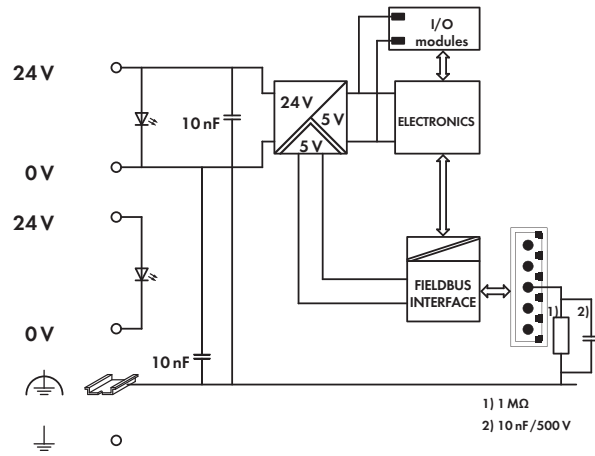 I/O
modules
24 V
24 V
10 nF
5 V
ELECTRONICS
5 V
0 V
24 V
FIELDBUS
INTERFACE
1)
2)
0 V
10 nF
1) 1 MΩ
2) 10 nF/500 V